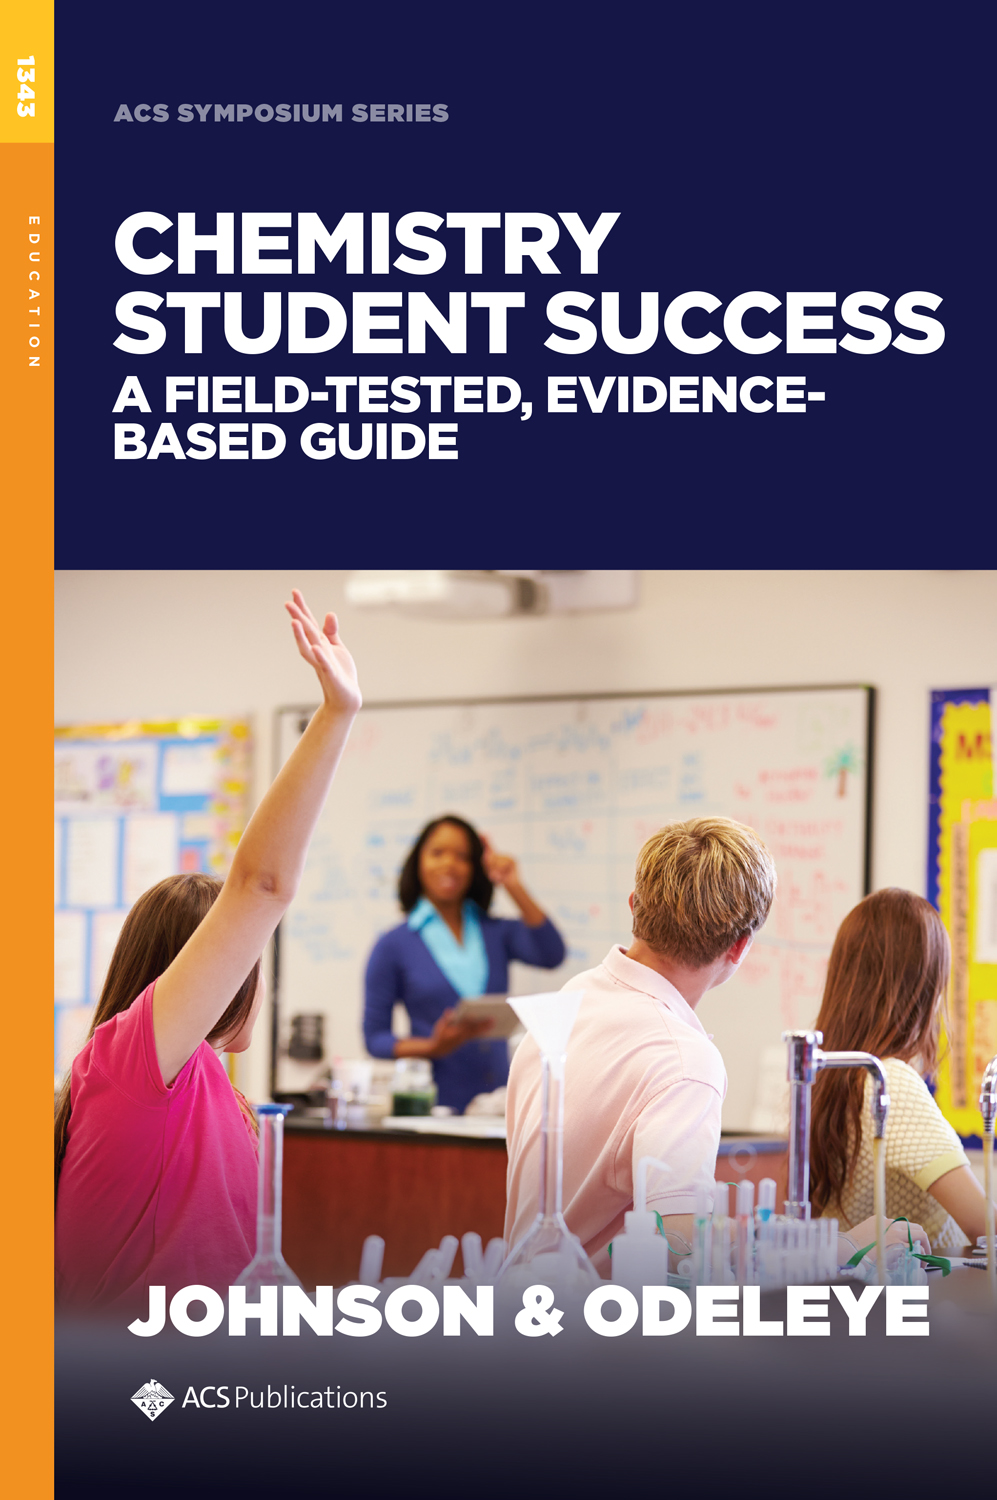 1343
EDUCATION
ACS SYMPOSIUM SERIES
CHEMISTRY
STUDENT SUCCESS
A FIELD-TESTED, EVIDENCE-
BASED GUIDE
JOHNSON & ODELEYE
A C S
ACS Publications